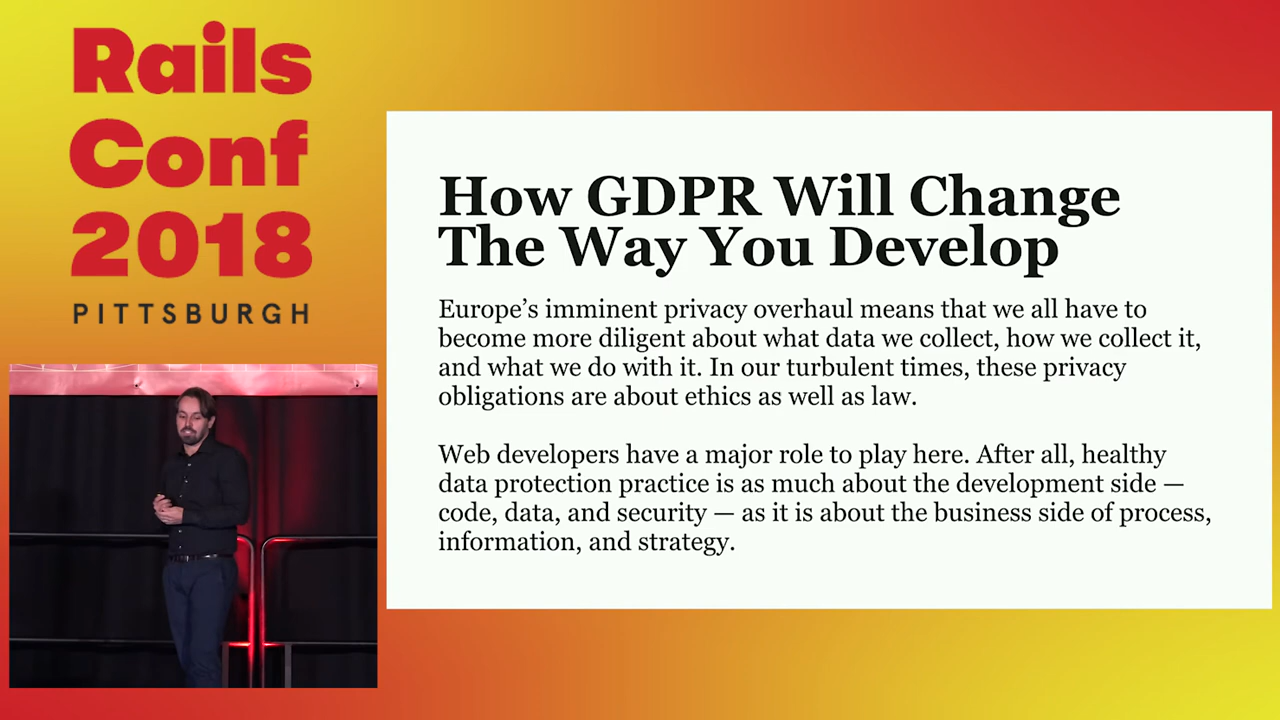 Rails
Conf
2018
PITTSBURGH
How GDPR Will Change
The Way You Develop
Europe’s imminent privacy overhaul means that we all have to
become more diligent about what data we collect, how we collect it,
and what we do with it. In our turbulent times, these privacy
obligations are about ethics as well as law.
Web developers have a major role to play here. After all, healthy
data protection practice is as much about the development side —
code, data, and security — as it is about the business side of process,
information, and strategy.